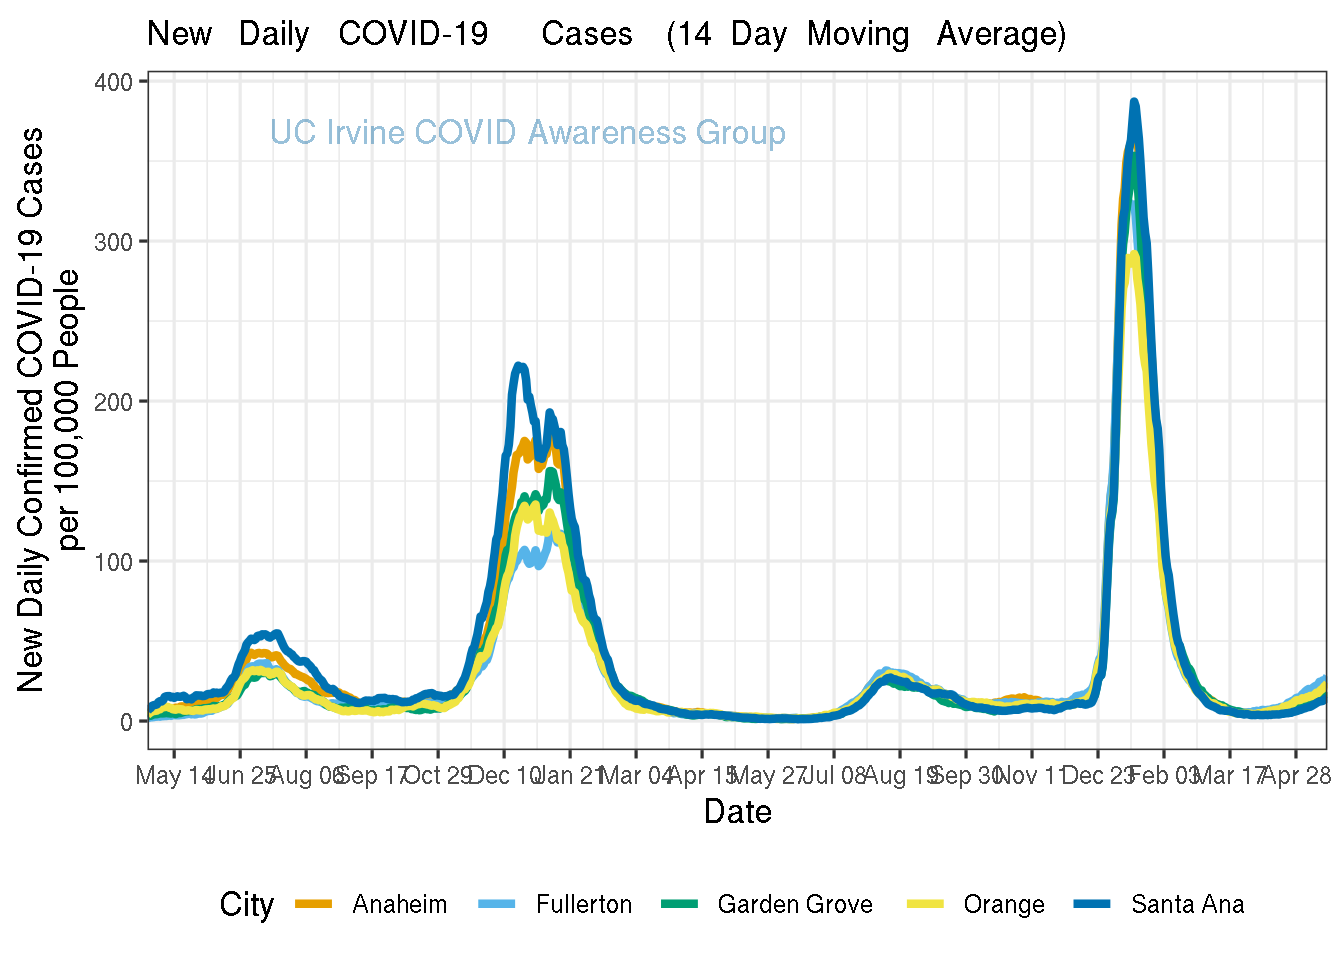 New Daily COVID-19 Cases (14 Day Moving Average)
UC Irvine COVID Awareness Group
New Daily Confirmed COVID-19 Cases
per 100,000 People
400
300
200
100
0
May 14 Jun 25 Aug 06 Sep 17 Oct 29 Dec 10 Jan 21 Mar 04 Apr 15 May 27 Jul 08 Aug 19 Sep 30 Nov 11 Dec 23 Feb 03 Mar 17 Apr 28
Date
City Anaheim Fullerton Garden Grove Orange Santa Ana